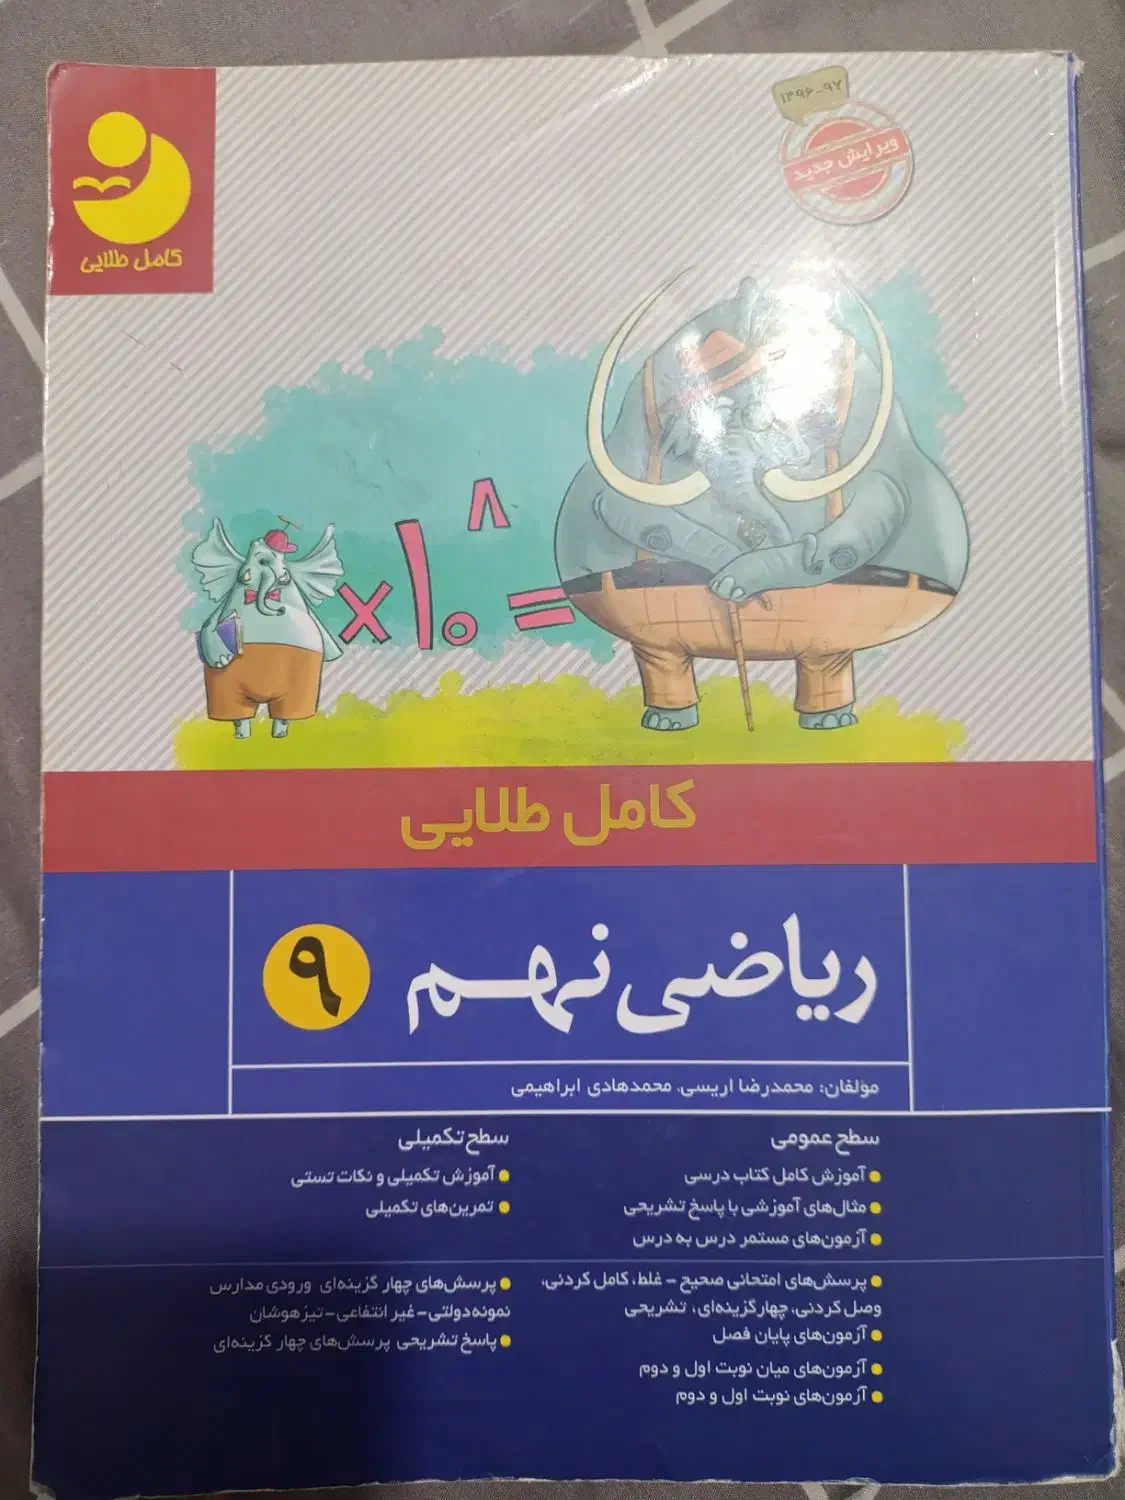 ۱۳۹۶-۹۷
ویرایش جدید
کامل طلایی
×۱۰^۸ =
کامل طلایی
ریاضی نهم ۹
مولفان: محمدرضا اریسی، محمدهادی ابراهیمی
سطح عمومی
آموزش کامل کتاب درسی
مثال‌های آموزشی با پاسخ تشریحی
آزمون‌های مستمر درس به درس
پرسش‌های امتحانی صحیح - غلط، کامل کردنی،
وصل کردنی، چهارگزینه‌ای، تشریحی
آزمون‌های پایان فصل
آزمون‌های میان نوبت اول و دوم
آزمون‌های نوبت اول و دوم
سطح تکمیلی
آموزش تکمیلی و نکات تستی
تمرین‌های تکمیلی
پرسش‌های چهار گزینه‌ای ورودی مدارس
نمونه دولتی - غیر انتفاعی - تیزهوشان
پاسخ تشریحی پرسش‌های چهار گزینه‌ای